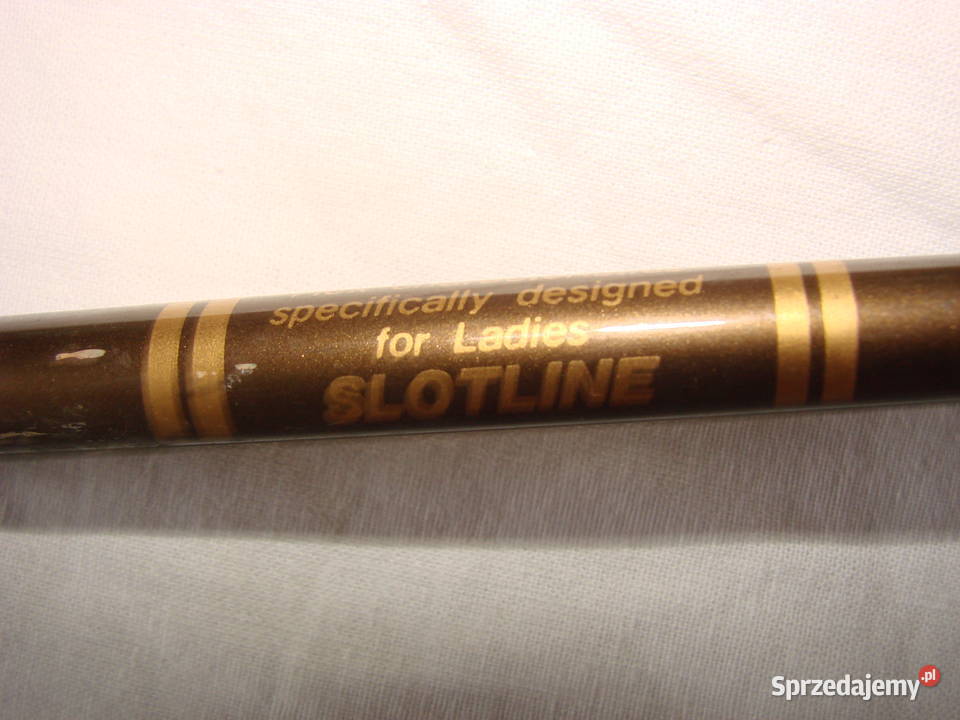 specifically designed
for Ladies
SLOTLINE
Sprzedajemy.pl